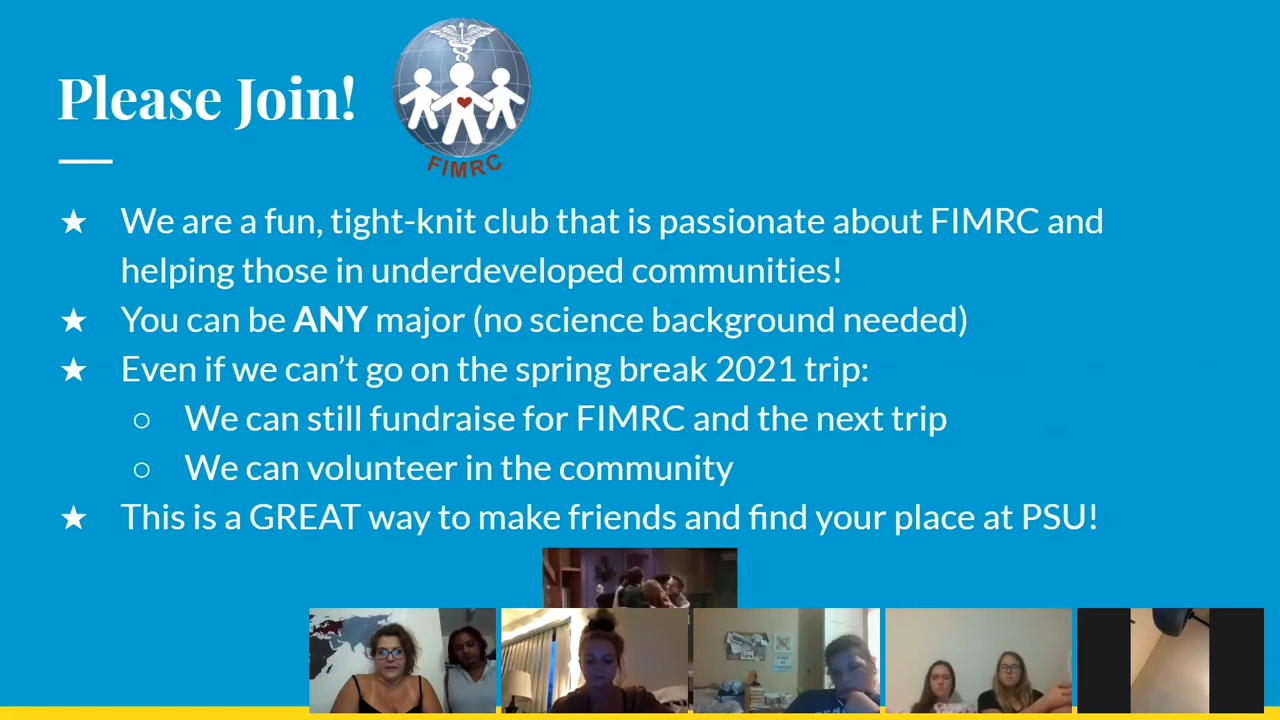 Please Join!
FIMRC
★ We are a fun, tight-knit club that is passionate about FIMRC and
helping those in underdeveloped communities!
★ You can be ANY major (no science background needed)
★ Even if we can’t go on the spring break 2021 trip:
○ We can still fundraise for FIMRC and the next trip
○ We can volunteer in the community
★ This is a GREAT way to make friends and find your place at PSU!